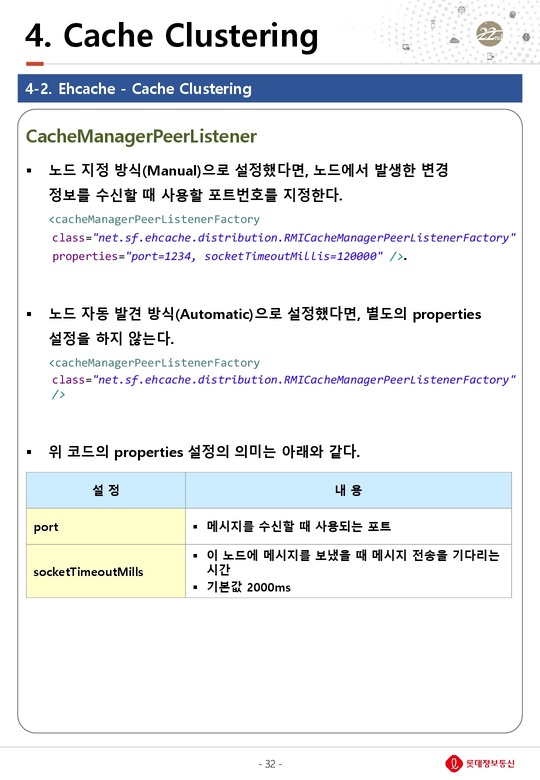 4. Cache Clustering
22nd
4-2. Ehcache - Cache Clustering
CacheManagerPeerListener
▪ 노드 지정 방식(Manual)으로 설정했다면, 노드에서 발생한 변경
정보를 수신할 때 사용할 포트번호를 지정한다.
<cacheManagerPeerListenerFactory
class="net.sf.ehcache.distribution.RMICacheManagerPeerListenerFactory"
properties="port=1234, socketTimeoutMillis=120000" />.
▪ 노드 자동 발견 방식(Automatic)으로 설정했다면, 별도의 properties
설정을 하지 않는다.
<cacheManagerPeerListenerFactory
class="net.sf.ehcache.distribution.RMICacheManagerPeerListenerFactory"
/>
▪ 위 코드의 properties 설정의 의미는 아래와 같다.
설 정 내 용
port ▪ 메시지를 수신할 때 사용되는 포트
socketTimeoutMills ▪ 이 노드에 메시지를 보냈을 때 메시지 전송을 기다리는
시간
▪ 기본값 2000ms
- 32 -
롯데정보통신